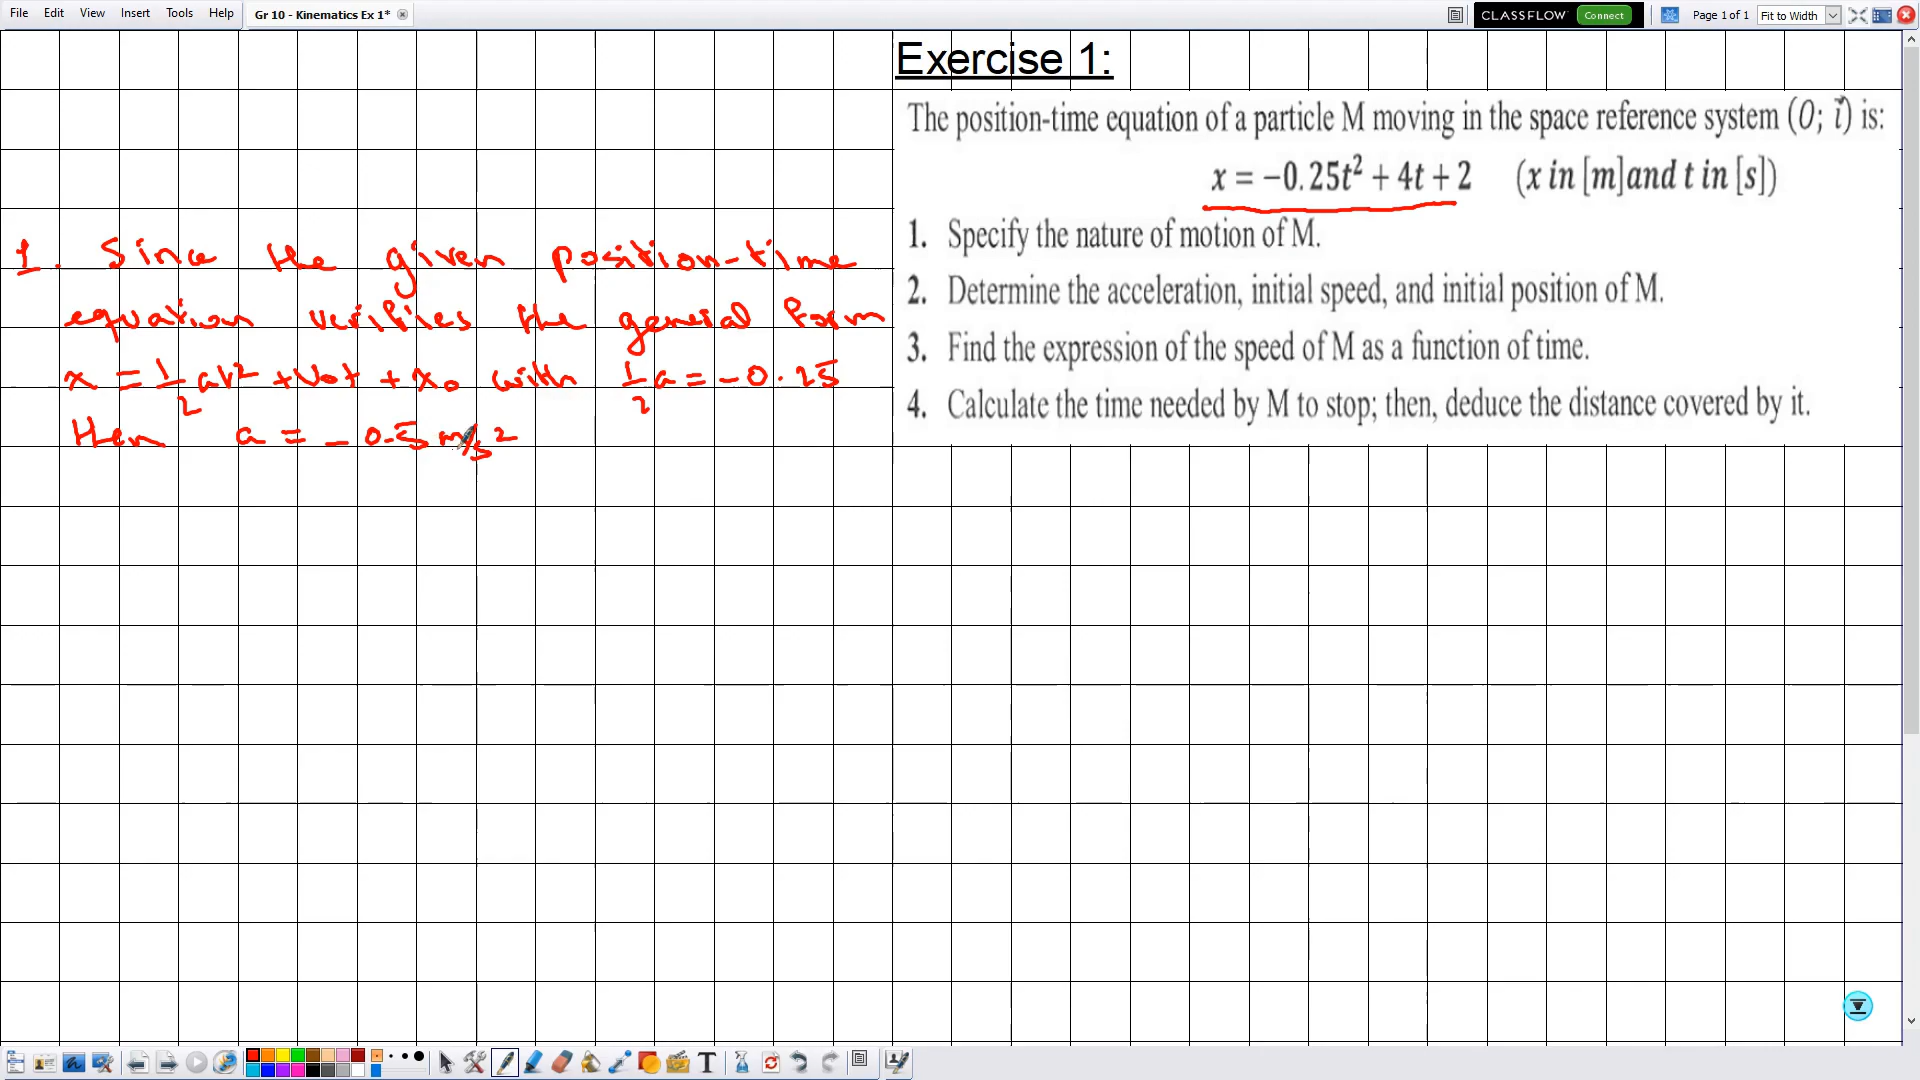 File Edit View Insert Tools Help
Gr 10 - Kinematics Ex 1*
CLASSFLOW Connect
Page 1 of 1
Fit to Width
Exercise 1:
The position-time equation of a particle M moving in the space reference system (O; i⃗) is:
x = −0.25t² + 4t + 2 (x in [m]and t in [s])
1. Specify the nature of motion of M.
2. Determine the acceleration, initial speed, and initial position of M.
3. Find the expression of the speed of M as a function of time.
4. Calculate the time needed by M to stop; then, deduce the distance covered by it.
1. Since the given position-time
equation verifies the general form
x = 1/2 at² + V₀t + x₀ with 1/2 a = -0.25
then a = -0.5 m/s²
T